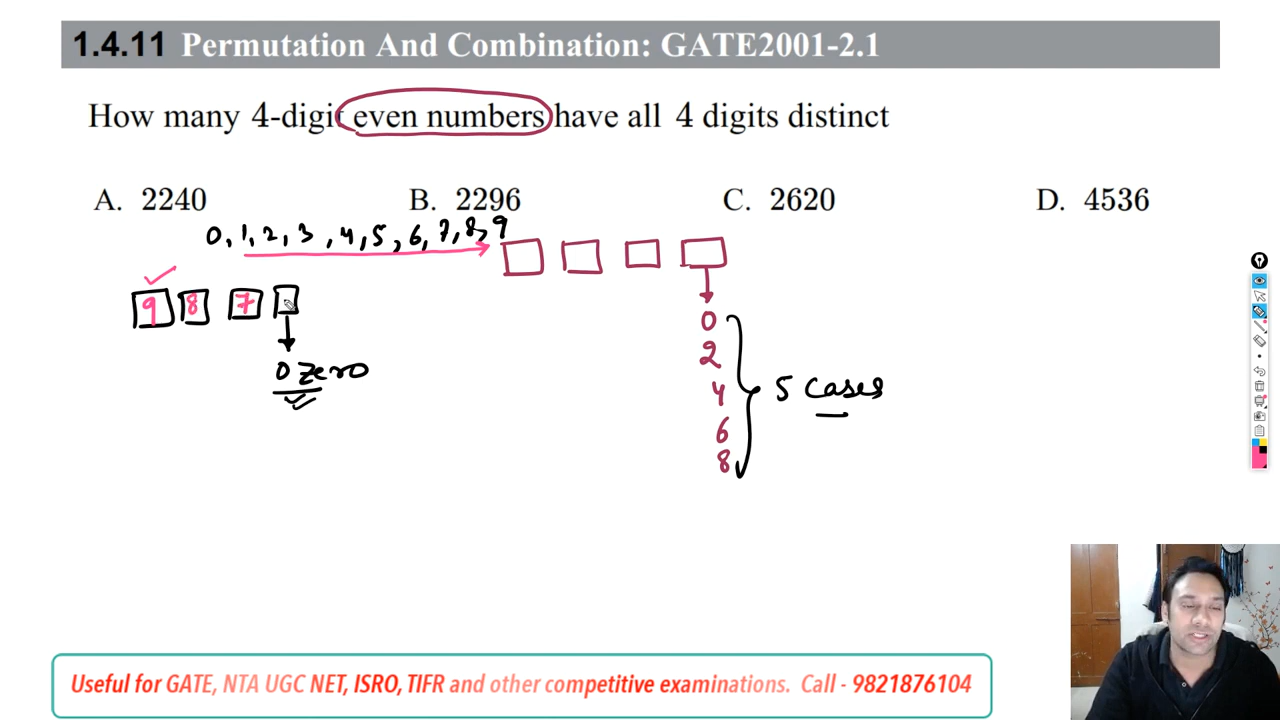 1.4.11 Permutation And Combination: GATE2001-2.1
How many 4-digit even numbers have all 4 digits distinct
A. 2240 B. 2296 C. 2620 D. 4536
0, 1, 2, 3, 4, 5, 6, 7, 8, 9
9 8 7
0 Zero
0
2
4
6
8
5 Cases
Useful for GATE, NTA UGC NET, ISRO, TIFR and other competitive examinations. Call - 9821876104